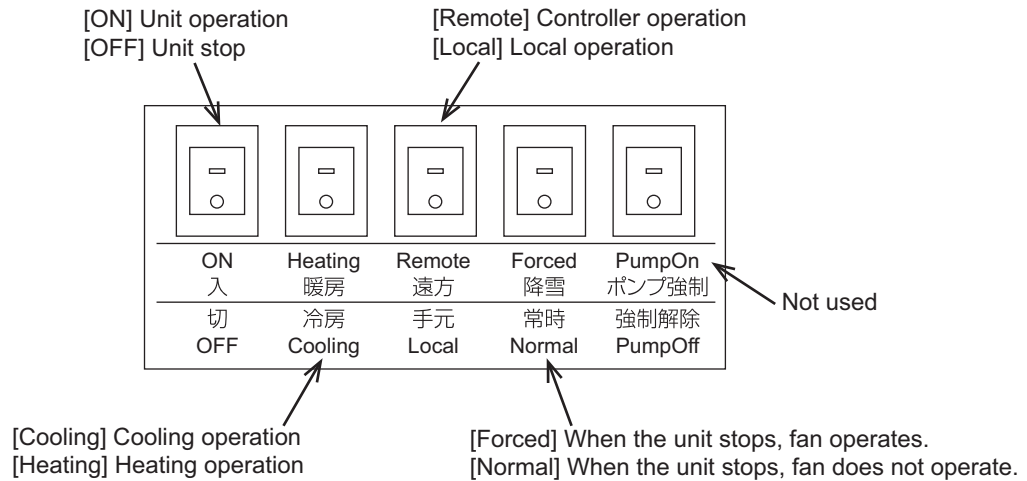 [ON] Unit operation
[OFF] Unit stop
[Remote] Controller operation
[Local] Local operation
ON Heating Remote Forced PumpOn
入 暖房 遠方 降雪 ポンプ強制
切 冷房 手元 常時 強制解除
OFF Cooling Local Normal PumpOff
Not used
[Cooling] Cooling operation
[Heating] Heating operation
[Forced] When the unit stops, fan operates.
[Normal] When the unit stops, fan does not operate.